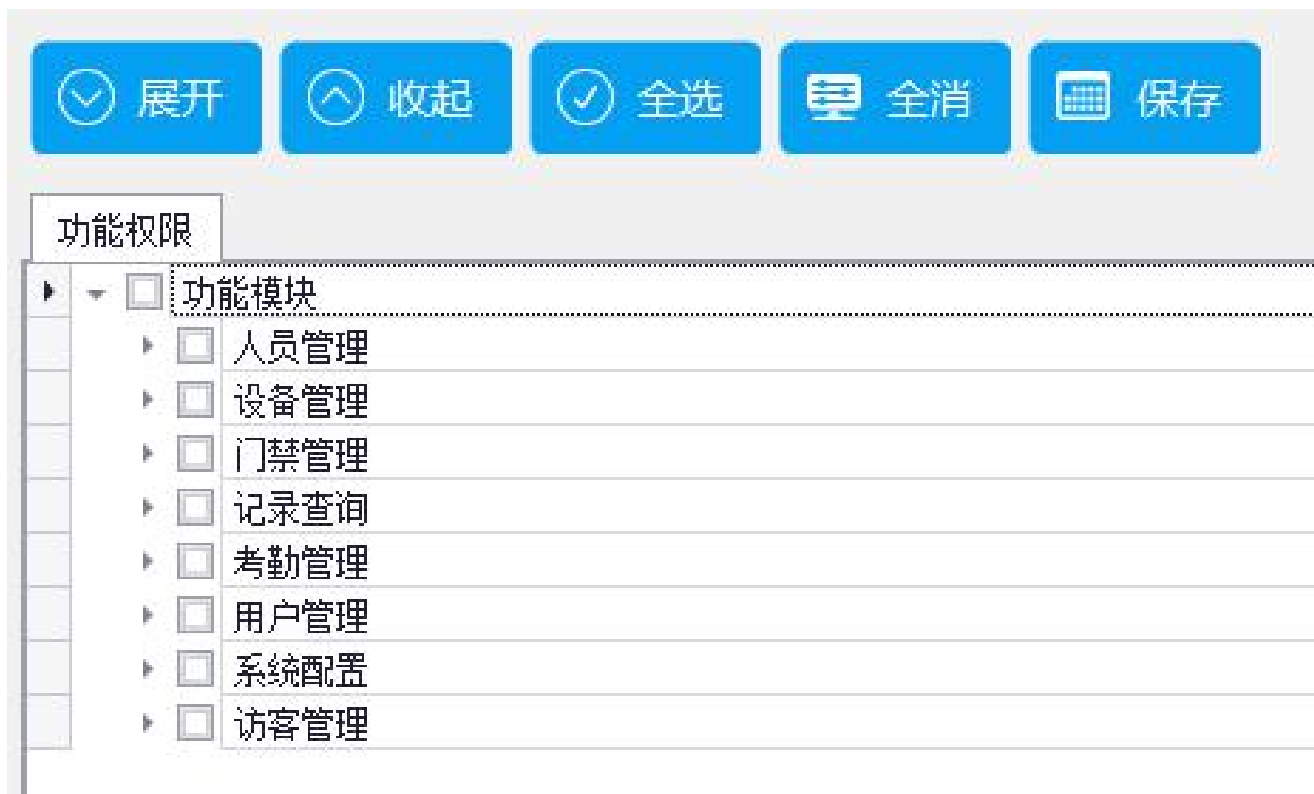 展开 收起 全选 全消 保存
功能权限
功能模块
人员管理
设备管理
门禁管理
记录查询
考勤管理
用户管理
系统配置
访客管理